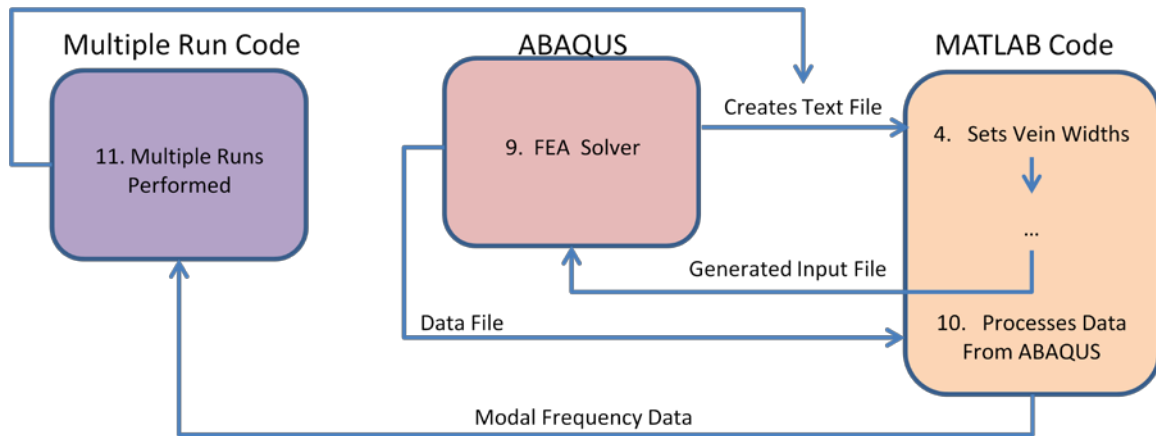 Multiple Run Code
11. Multiple Runs
Performed
ABAQUS
9. FEA Solver
MATLAB Code
Creates Text File
4. Sets Vein Widths
...
Generated Input File
Data File
10. Processes Data
From ABAQUS
Modal Frequency Data